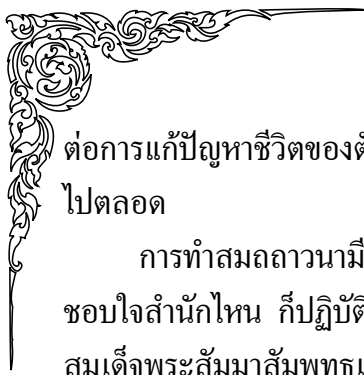 ต่อการแก้ปัญหาชีวิตของ
ไปตลอด
การทำสมถถาวนามี
ชอบใจสำนักไหน ก็ปฏิบัติ
สมเด็จพระสัมมาสัมพุทธ